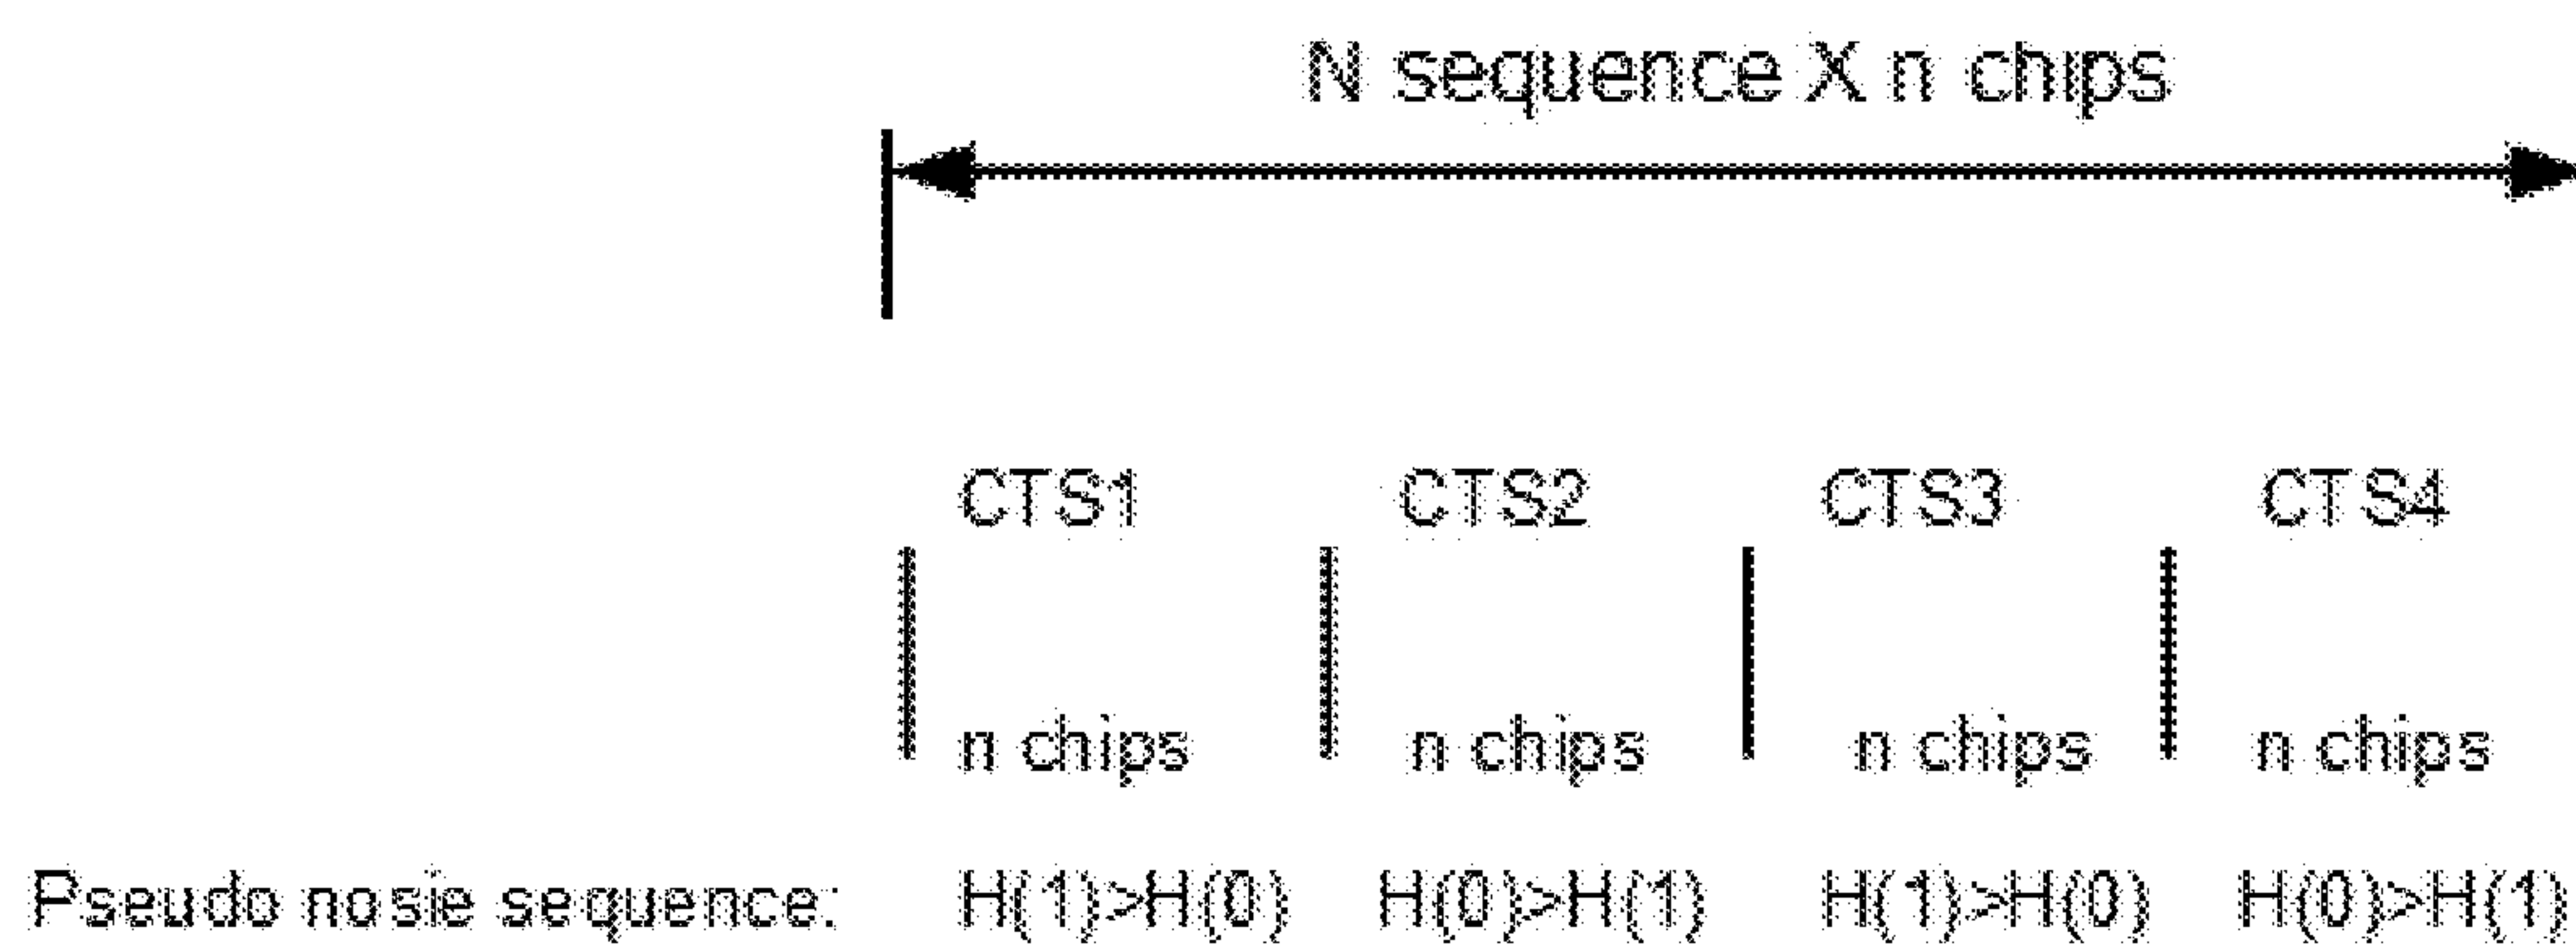 N sequence X n chips
CTS1 CTS2 CTS3 CTS4
n chips n chips n chips n chips
Pseudo nosie sequence: H(1)>H(0) H(0)>H(1) H(1)>H(0) H(0)>H(1)